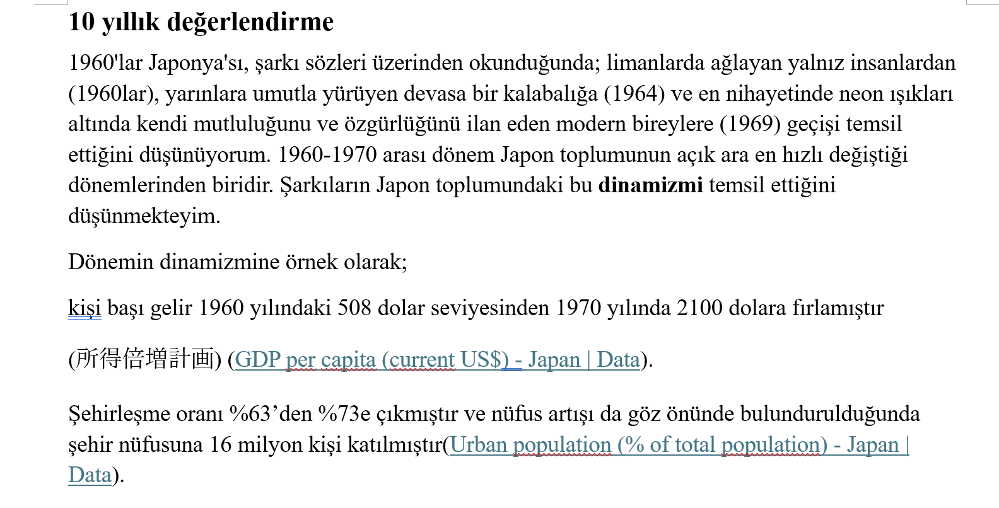 10 yıllık değerlendirme
1960'lar Japonya'sı, şarkı sözleri üzerinden okunduğunda; limanlarda ağlayan yalnız insanlardan
(1960lar), yarınlara umutla yürüyen devasa bir kalabalığa (1964) ve en nihayetinde neon ışıkları
altında kendi mutluluğunu ve özgürlüğünü ilan eden modern bireylere (1969) geçişi temsil
ettiğini düşünüyorum. 1960-1970 arası dönem Japon toplumunun açık ara en hızlı değiştiği
dönemlerinden biridir. Şarkıların Japon toplumundaki bu dinamizmi temsil ettiğini
düşünmekteyim.
Dönemin dinamizmine örnek olarak;
kişi başı gelir 1960 yılındaki 508 dolar seviyesinden 1970 yılında 2100 dolara fırlamıştır
(所得倍増計画) (GDP per capita (current US$) - Japan | Data).
Şehirleşme oranı %63’den %73e çıkmıştır ve nüfus artışı da göz önünde bulundurulduğunda
şehir nüfusuna 16 milyon kişi katılmıştır(Urban population (% of total population) - Japan |
Data).